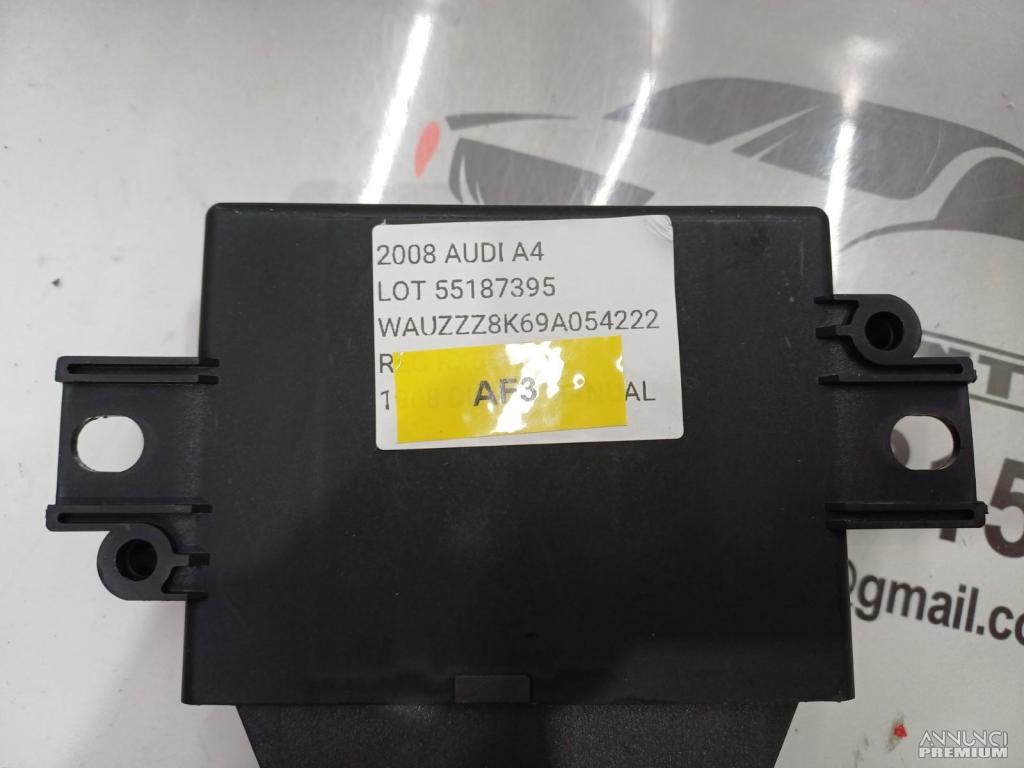 2008 AUDI A4
LOT 55187395
WAUZZZ8K69A054222
AF3
@gmail.co
ANNUNCI
PREMIUM